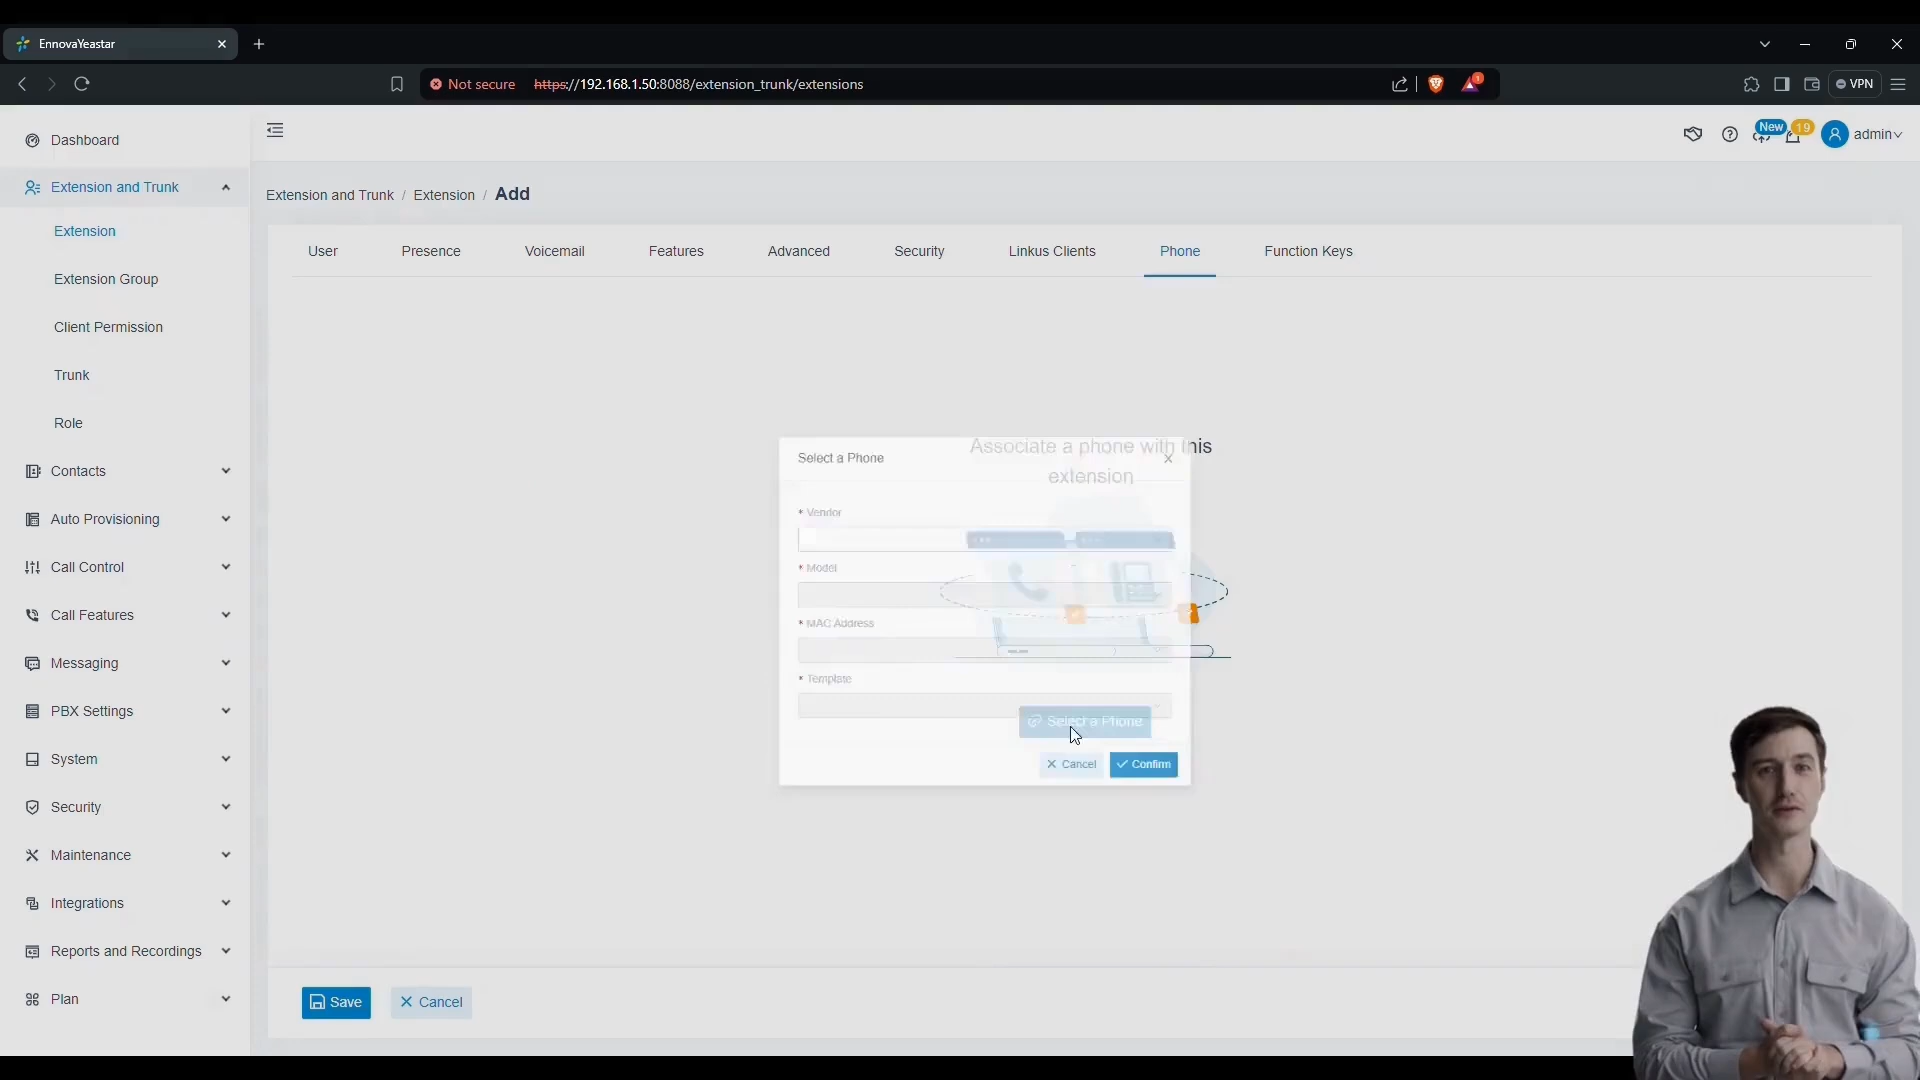 EnnovaYeastar
Not secure
https://192.168.1.50:8088/extension_trunk/extensions
1
VPN
Dashboard
New
19
admin
Extension and Trunk
Extension and Trunk / Extension / Add
Extension
User
Presence
Voicemail
Features
Advanced
Security
Linkus Clients
Phone
Function Keys
Extension Group
Client Permission
Trunk
Role
Associate a phone with this
extension
Select a Phone
* Vendor
* Model
* MAC Address
* Template
Select a Phone
Cancel
Confirm
Contacts
Auto Provisioning
Call Control
Call Features
Messaging
PBX Settings
System
Security
Maintenance
Integrations
Reports and Recordings
Plan
Save
Cancel